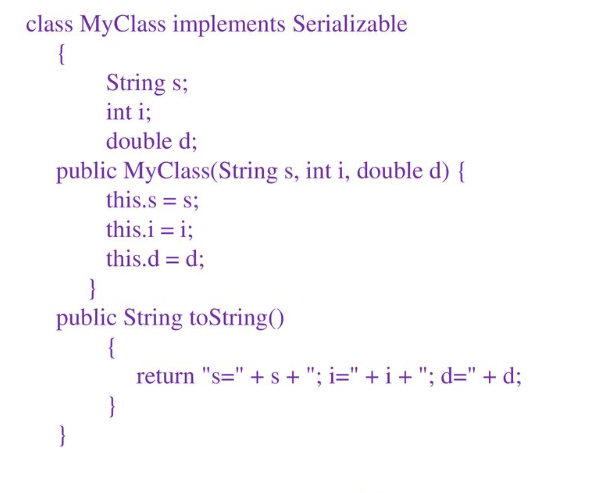 class MyClass implements Serializable
{
String s;
int i;
double d;
public MyClass(String s, int i, double d) {
this.s = s;
this.i = i;
this.d = d;
}
public String toString()
{
return "s=" + s + "; i=" + i + "; d=" + d;
}
}